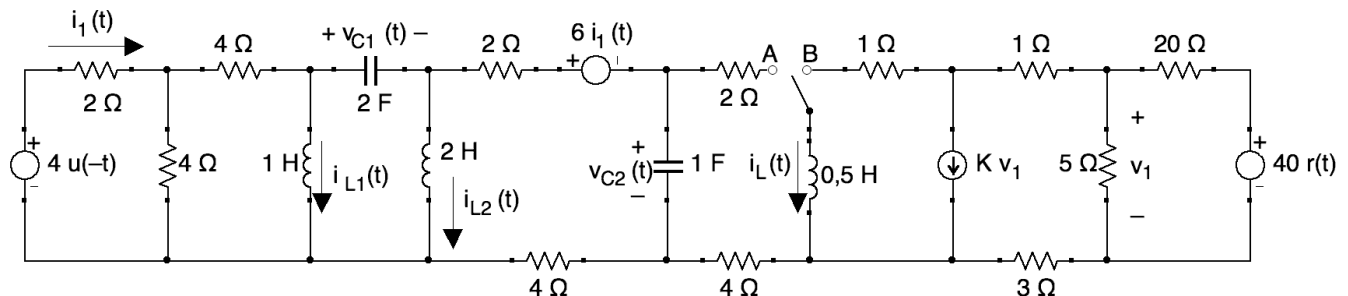 i1 (t)
4 Ω
+ vC1 (t) −
2 Ω
6 i1 (t)
+ -
A B
1 Ω
1 Ω
20 Ω
2 Ω
2 F
2 Ω
+
4 u(−t)
-
4 Ω
1 H
iL1(t)
2 H
iL2 (t)
+
vC2 (t)
−
1 F
iL(t)
0,5 H
K v1
5 Ω
+
v1
−
+
40 r(t)
-
4 Ω
4 Ω
3 Ω